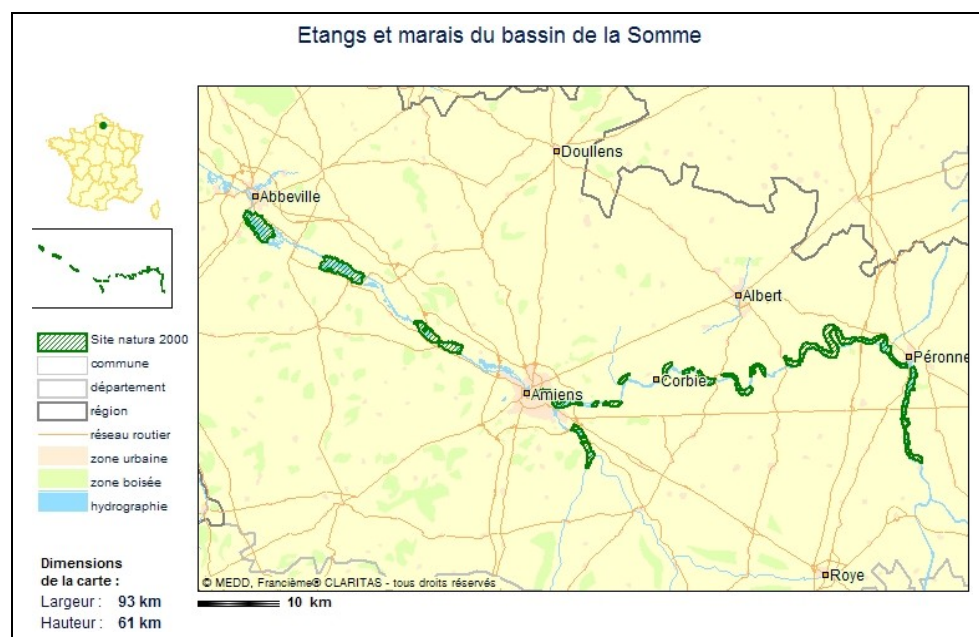 Etangs et marais du bassin de la Somme
Doullens
Abbeville
Albert
Péronne
Corbie
Amiens
Roye
© MEDD, Francième® CLARITAS - tous droits réservés
10 km
Site natura 2000
commune
département
région
réseau routier
zone urbaine
zone boisée
hydrographie
Dimensions
de la carte :
Largeur : 93 km
Hauteur : 61 km